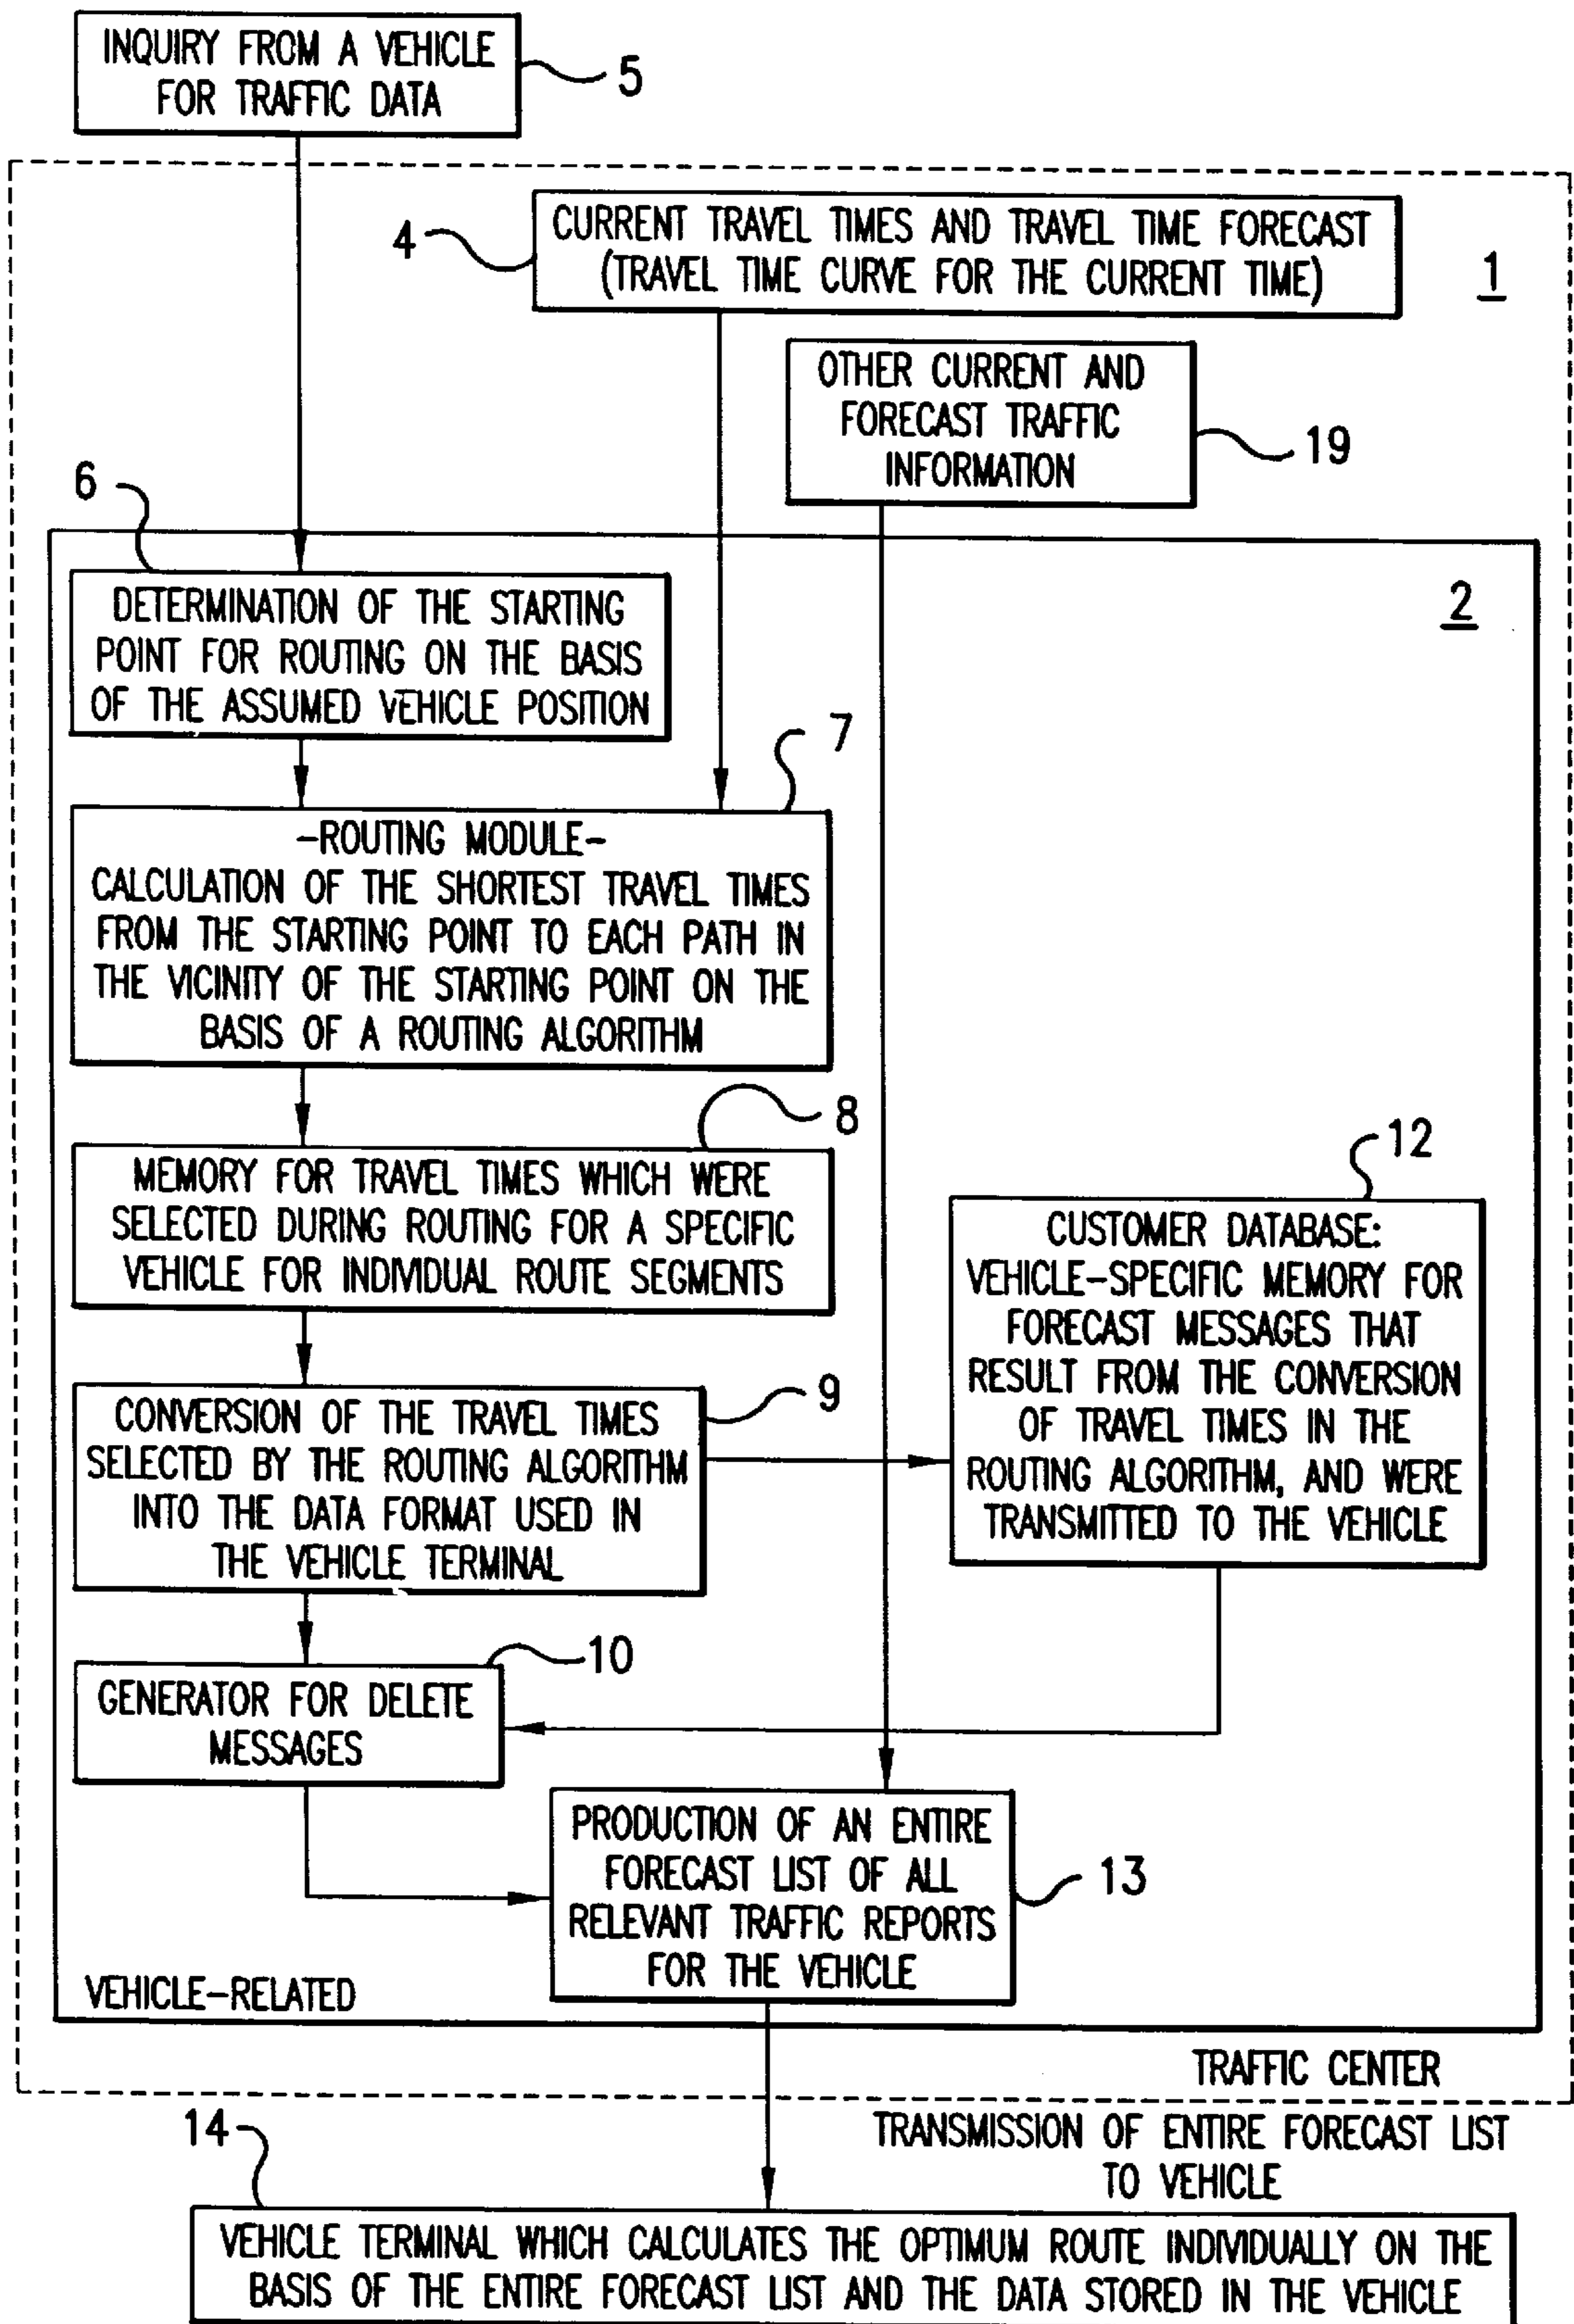 INQUIRY FROM A VEHICLE
FOR TRAFFIC DATA
5
4
CURRENT TRAVEL TIMES AND TRAVEL TIME FORECAST
(TRAVEL TIME CURVE FOR THE CURRENT TIME)
1
OTHER CURRENT AND
FORECAST TRAFFIC
INFORMATION
19
6
2
DETERMINATION OF THE STARTING
POINT FOR ROUTING ON THE BASIS
OF THE ASSUMED VEHICLE POSITION
7
-ROUTING MODULE-
CALCULATION OF THE SHORTEST TRAVEL TIMES
FROM THE STARTING POINT TO EACH PATH IN
THE VICINITY OF THE STARTING POINT ON THE
BASIS OF A ROUTING ALGORITHM
8
MEMORY FOR TRAVEL TIMES WHICH WERE
SELECTED DURING ROUTING FOR A SPECIFIC
VEHICLE FOR INDIVIDUAL ROUTE SEGMENTS
12
CUSTOMER DATABASE:
VEHICLE-SPECIFIC MEMORY FOR
FORECAST MESSAGES THAT
RESULT FROM THE CONVERSION
OF TRAVEL TIMES IN THE
ROUTING ALGORITHM, AND WERE
TRANSMITTED TO THE VEHICLE
9
CONVERSION OF THE TRAVEL TIMES
SELECTED BY THE ROUTING ALGORITHM
INTO THE DATA FORMAT USED IN
THE VEHICLE TERMINAL
10
GENERATOR FOR DELETE
MESSAGES
PRODUCTION OF AN ENTIRE
FORECAST LIST OF ALL
RELEVANT TRAFFIC REPORTS
FOR THE VEHICLE
13
VEHICLE-RELATED
TRAFFIC CENTER
TRANSMISSION OF ENTIRE FORECAST LIST
TO VEHICLE
14
VEHICLE TERMINAL WHICH CALCULATES THE OPTIMUM ROUTE INDIVIDUALLY ON THE
BASIS OF THE ENTIRE FORECAST LIST AND THE DATA STORED IN THE VEHICLE